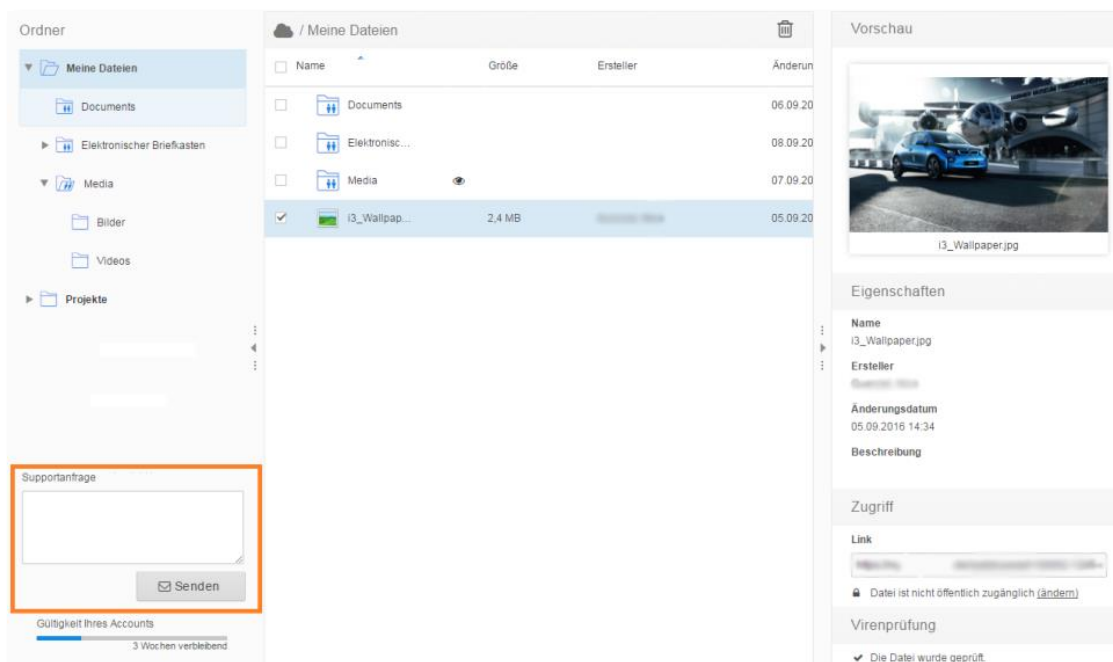 Ordner
Meine Dateien
Documents
Elektronischer Briefkasten
Media
Bilder
Videos
Projekte
Supportanfrage
Senden
Gültigkeit Ihres Accounts
3 Wochen verbleibend
/ Meine Dateien
Name Größe Ersteller Änderun
Documents 06.09.20
Elektronisc... 08.09.20
Media 07.09.20
i3_Wallpap... 2,4 MB 05.09.20
Vorschau
i3_Wallpaper.jpg
Eigenschaften
Name
i3_Wallpaper.jpg
Ersteller
Änderungsdatum
05.09.2016 14:34
Beschreibung
Zugriff
Link
Datei ist nicht öffentlich zugänglich (ändern)
Virenprüfung
Die Datei wurde geprüft.